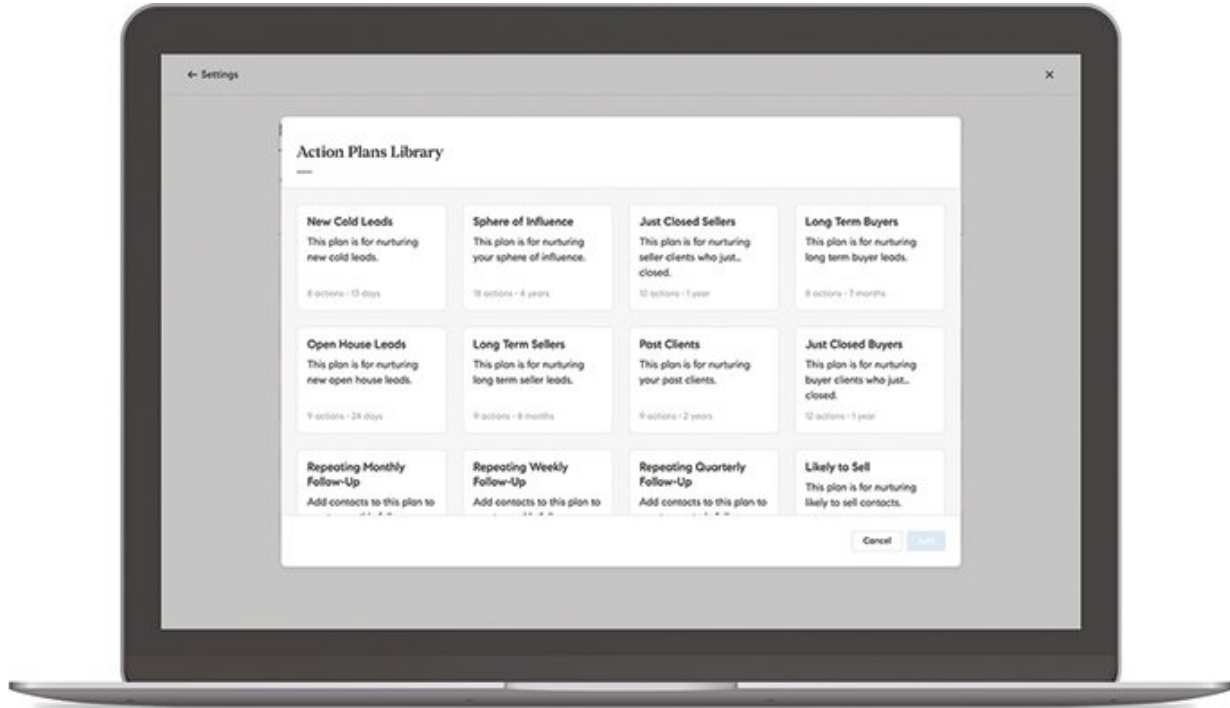 ← Settings
×
Action Plans Library
New Cold Leads
This plan is for nurturing
new cold leads.
8 actions • 13 days
Sphere of Influence
This plan is for nurturing
your sphere of influence.
18 actions • 4 years
Just Closed Sellers
This plan is for nurturing
seller clients who just...
closed.
12 actions • 1 year
Long Term Buyers
This plan is for nurturing
long term buyer leads.
8 actions • 7 months
Open House Leads
This plan is for nurturing
new open house leads.
9 actions • 24 days
Long Term Sellers
This plan is for nurturing
long term seller leads.
9 actions • 8 months
Past Clients
This plan is for nurturing
your past clients.
9 actions • 2 years
Just Closed Buyers
This plan is for nurturing
buyer clients who just...
closed.
12 actions • 1 year
Repeating Monthly
Follow-Up
Add contacts to this plan to
Repeating Weekly
Follow-Up
Add contacts to this plan to
Repeating Quarterly
Follow-Up
Add contacts to this plan to
Likely to Sell
This plan is for nurturing
likely to sell contacts.
Cancel